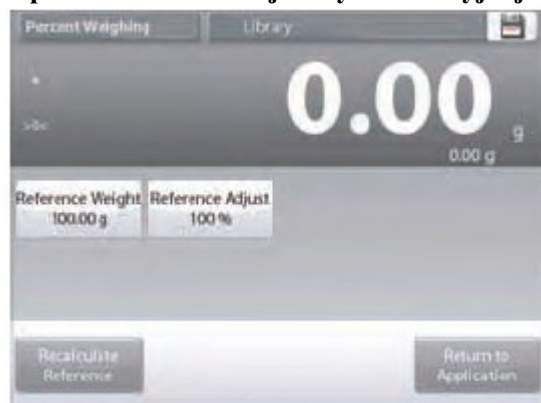 Percent Weighing
Library
*
>0<
0.00 g
0.00 g
Reference Weight
100.00 g
Reference Adjust
100 %
Recalculate
Reference
Return to
Application